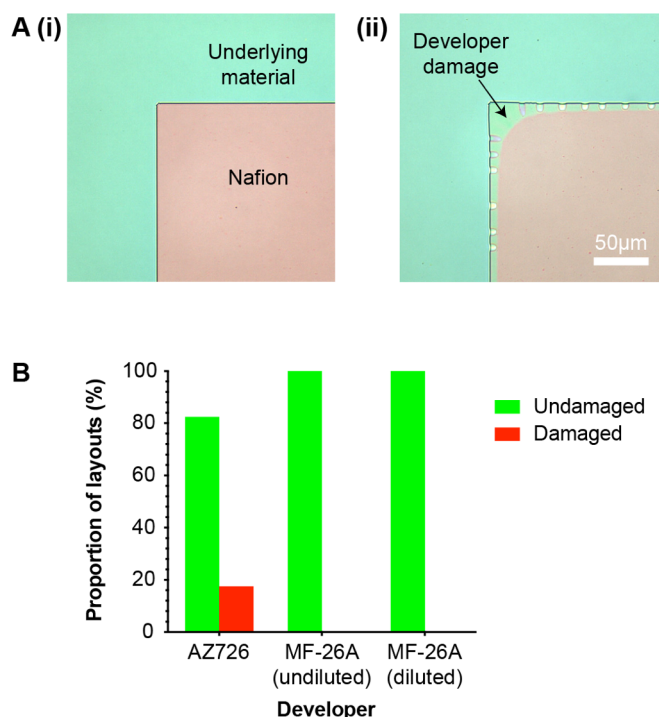 A (i)
Underlying
material
Nafion
(ii)
Developer
damage
50µm
B
Proportion of layouts (%)
100
80
60
40
20
0
AZ726
MF-26A
(undiluted)
MF-26A
(diluted)
Developer
Undamaged
Damaged